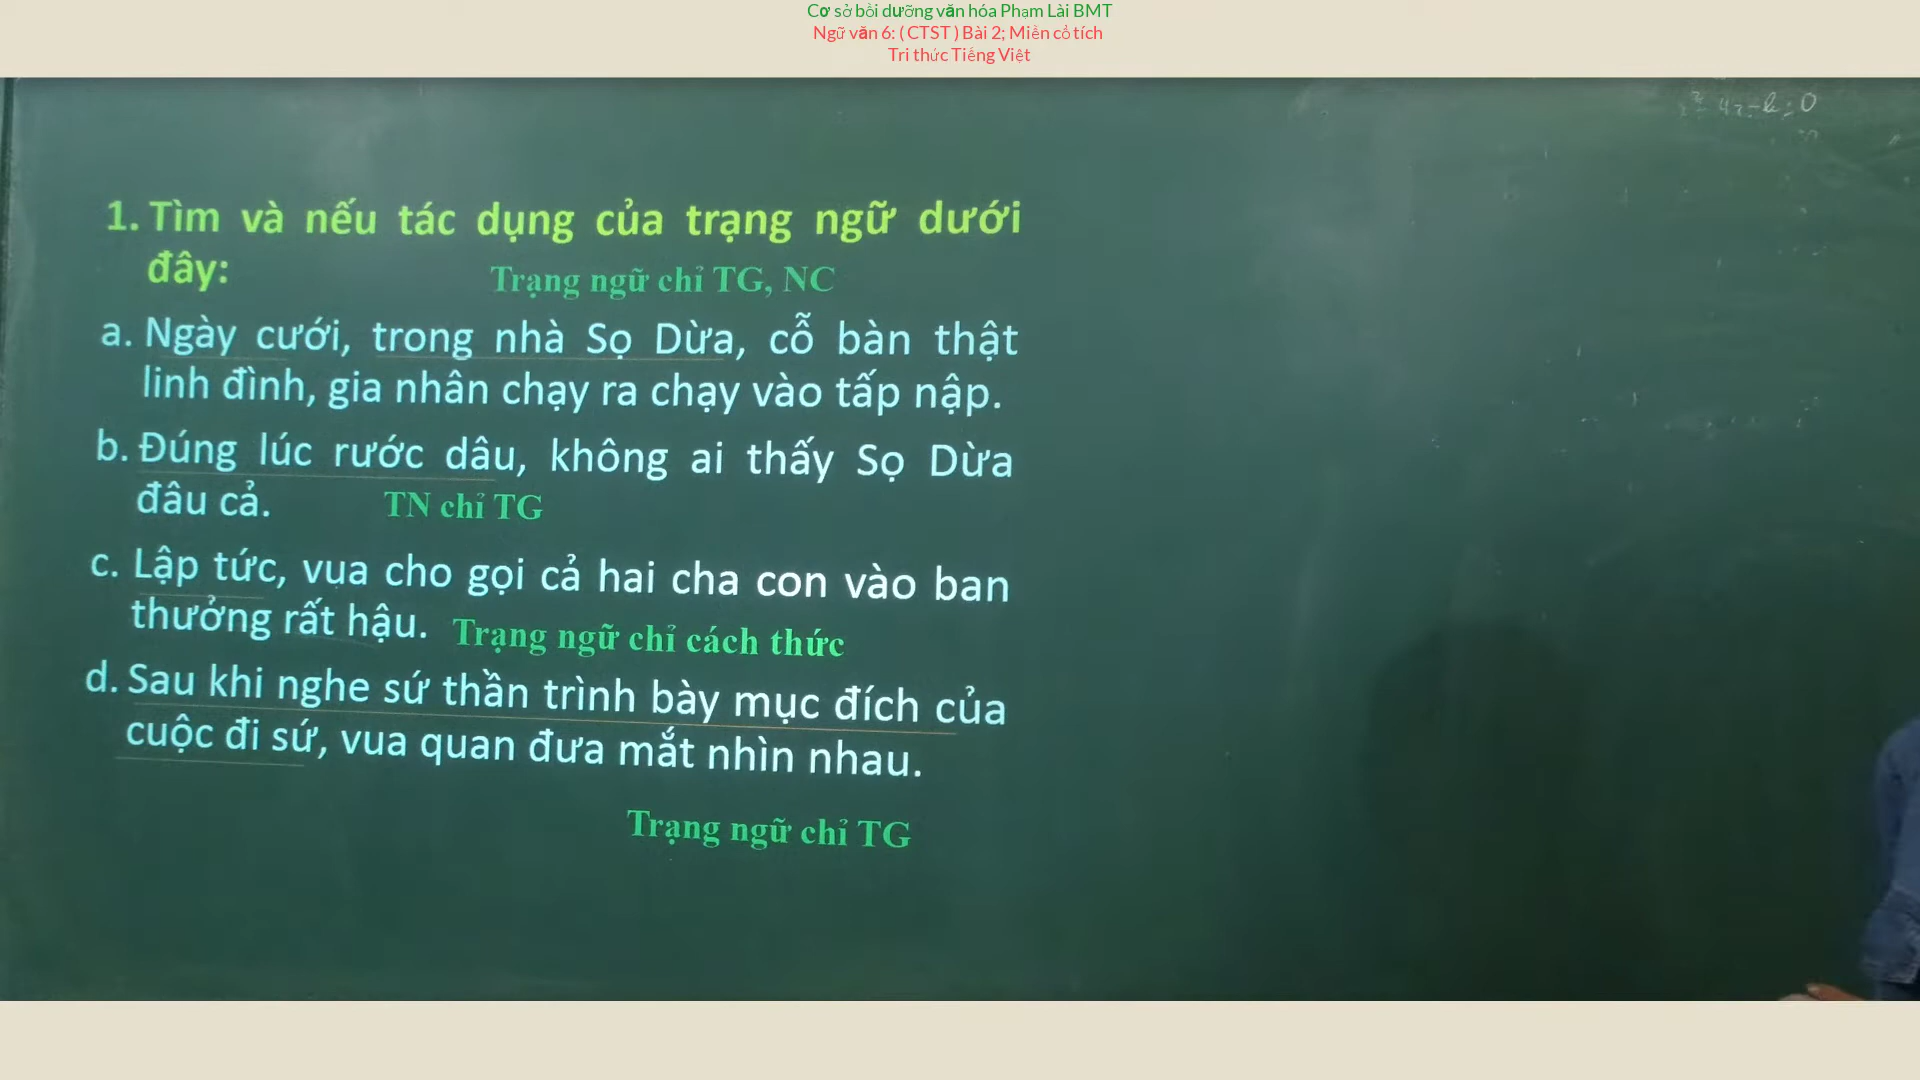 Cơ sở bồi dưỡng văn hóa Phạm Lài BMT
Ngữ văn 6: ( CTST ) Bài 2; Miền cổ tích
Tri thức Tiếng Việt
1. Tìm và nếu tác dụng của trạng ngữ dưới
đây:
Trạng ngữ chỉ TG, NC
a. Ngày cưới, trong nhà Sọ Dừa, cỗ bàn thật
linh đình, gia nhân chạy ra chạy vào tấp nập.
b. Đúng lúc rước dâu, không ai thấy Sọ Dừa
đâu cả.
TN chỉ TG
c. Lập tức, vua cho gọi cả hai cha con vào ban
thưởng rất hậu.
Trạng ngữ chỉ cách thức
d. Sau khi nghe sứ thần trình bày mục đích của
cuộc đi sứ, vua quan đưa mắt nhìn nhau.
Trạng ngữ chỉ TG